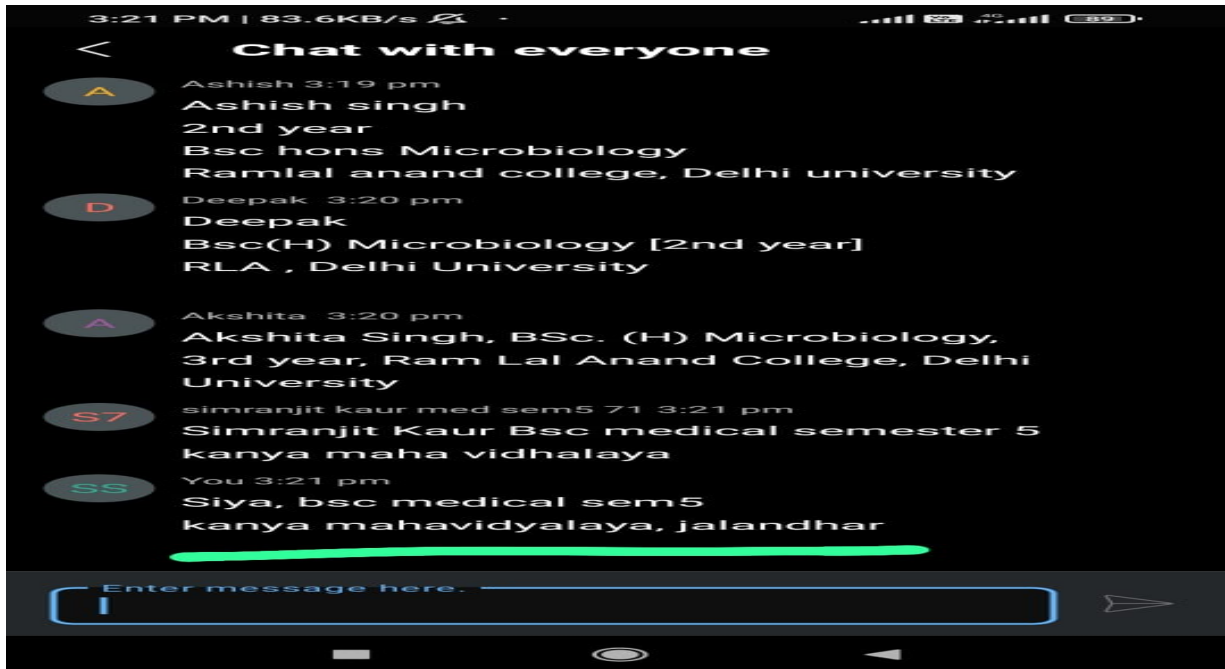 3:21 PM | 83.6KB/s
4G 89
Chat with everyone
A Ashish 3:19 pm
Ashish singh
2nd year
Bsc hons Microbiology
Ramlal anand college, Delhi university
D Deepak 3:20 pm
Deepak
Bsc(H) Microbiology [2nd year]
RLA , Delhi University
A Akshita 3:20 pm
Akshita Singh, BSc. (H) Microbiology,
3rd year, Ram Lal Anand College, Delhi
University
S7 simranjit kaur med sem5 71 3:21 pm
Simranjit Kaur Bsc medical semester 5
kanya maha vidhalaya
SS You 3:21 pm
Siya, bsc medical sem5
kanya mahavidyalaya, jalandhar
Enter message here.